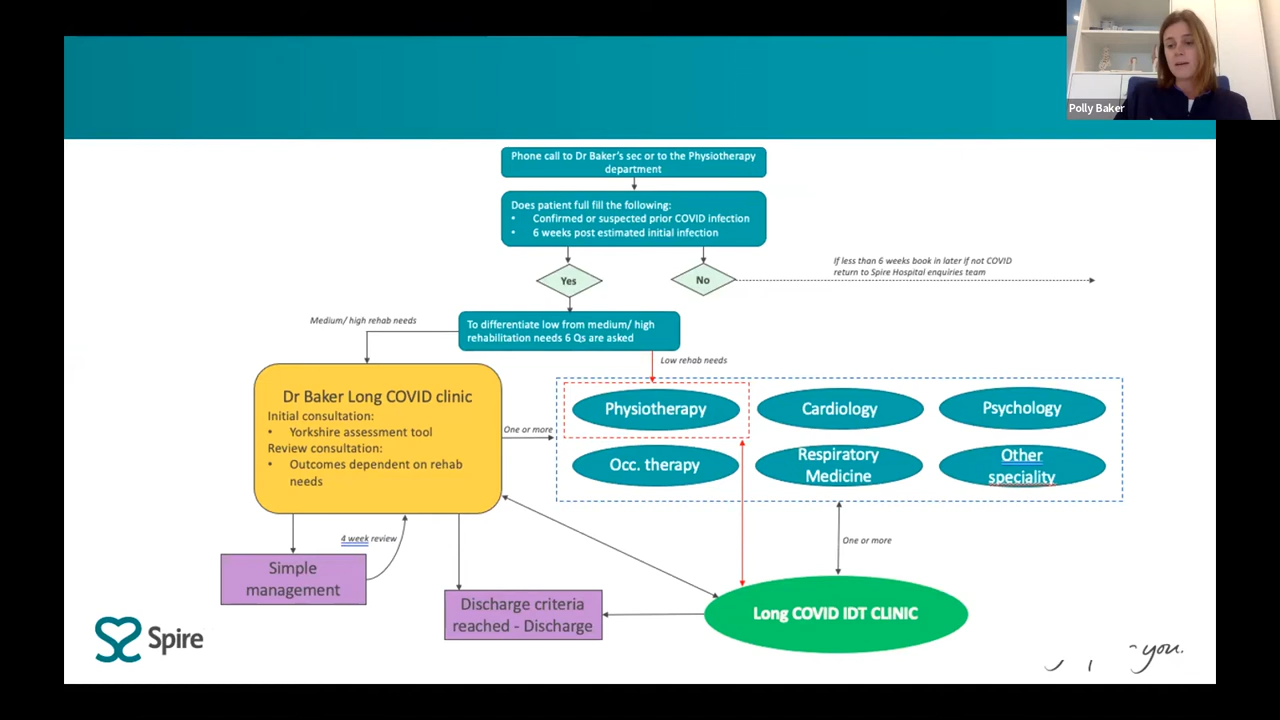 Polly Baker
Phone call to Dr Baker's sec or to the Physiotherapy
department
Does patient full fill the following:
• Confirmed or suspected prior COVID infection
• 6 weeks post estimated initial infection
Yes
No
If less than 6 weeks book in later if not COVID
return to Spire Hospital enquiries team
Medium/ high rehab needs
To differentiate low from medium/ high
rehabilitation needs 6 Qs are asked
Low rehab needs
Dr Baker Long COVID clinic
Initial consultation:
• Yorkshire assessment tool
Review consultation:
• Outcomes dependent on rehab
needs
One or more
Physiotherapy
Cardiology
Psychology
Occ. therapy
Respiratory
Medicine
Other
speciality
4 week review
One or more
Simple
management
Discharge criteria
reached - Discharge
Long COVID IDT CLINIC
Spire
you.